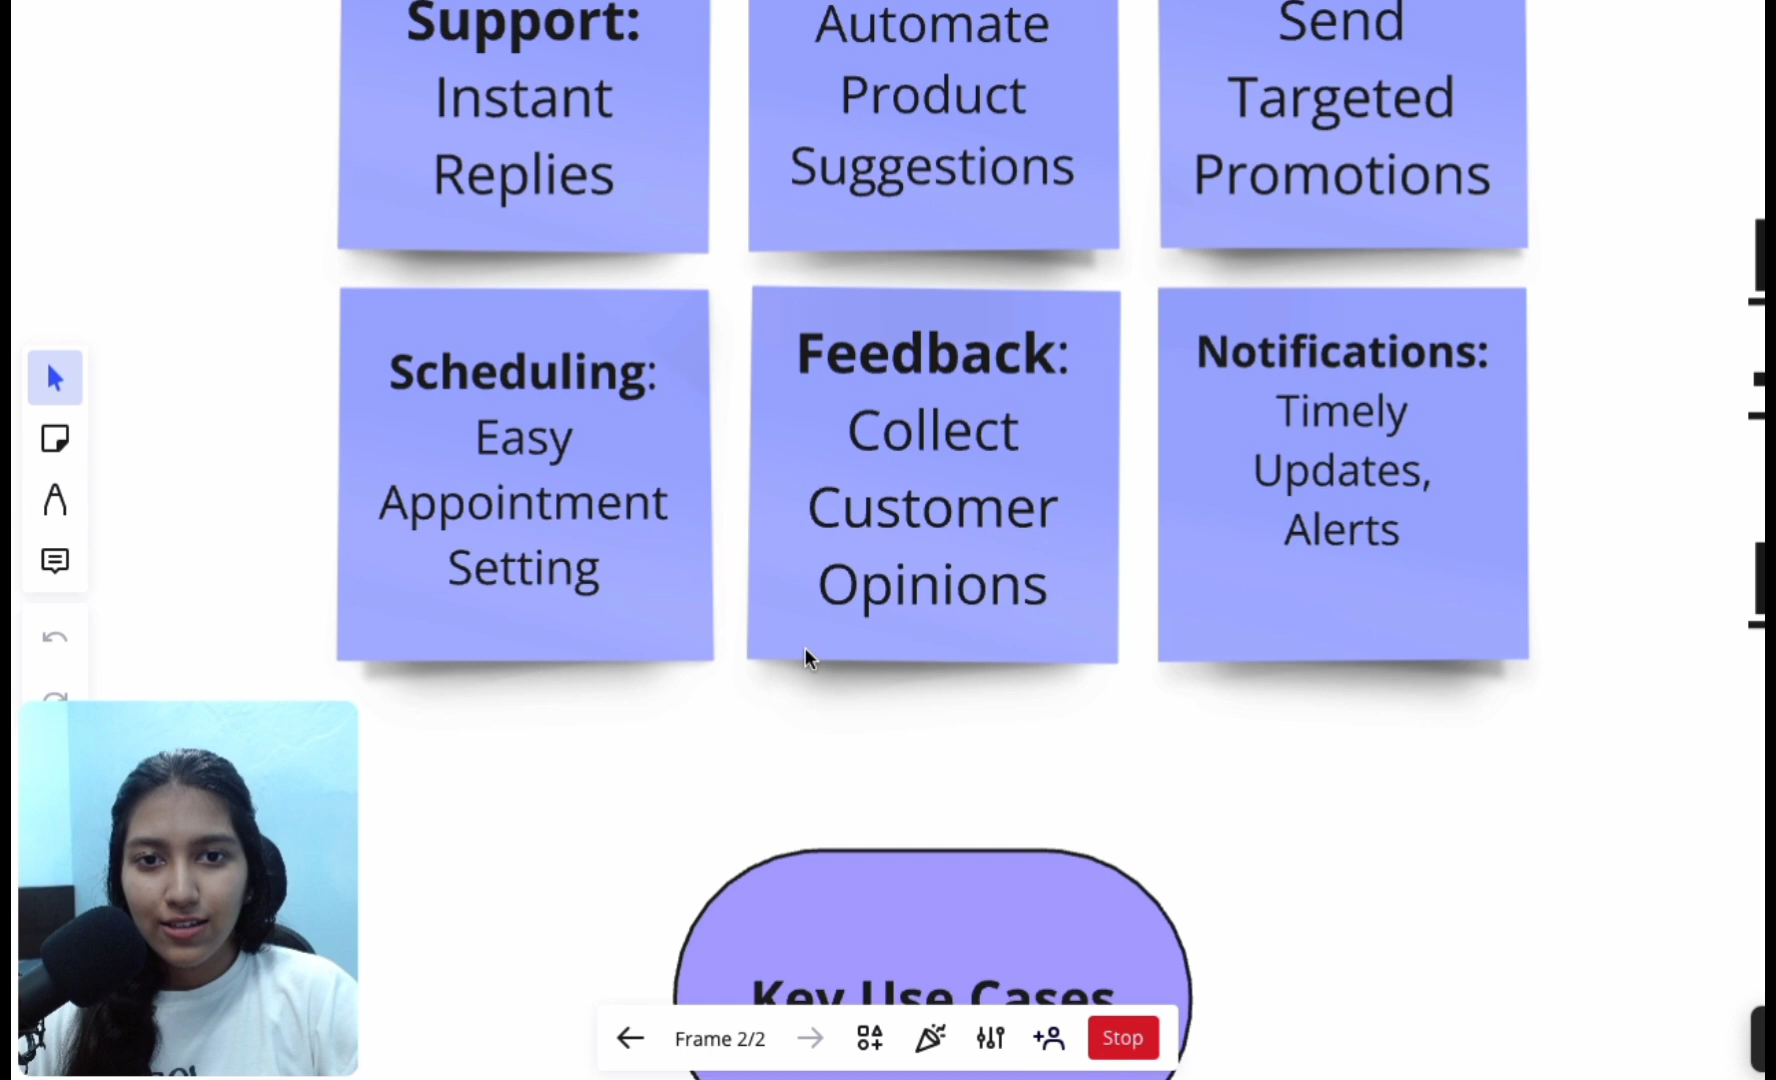 Support:
Instant
Replies
Automate
Product
Suggestions
Send
Targeted
Promotions
Scheduling:
Easy
Appointment
Setting
Feedback:
Collect
Customer
Opinions
Notifications:
Timely
Updates,
Alerts
Key Use Cases
Frame 2/2
Stop